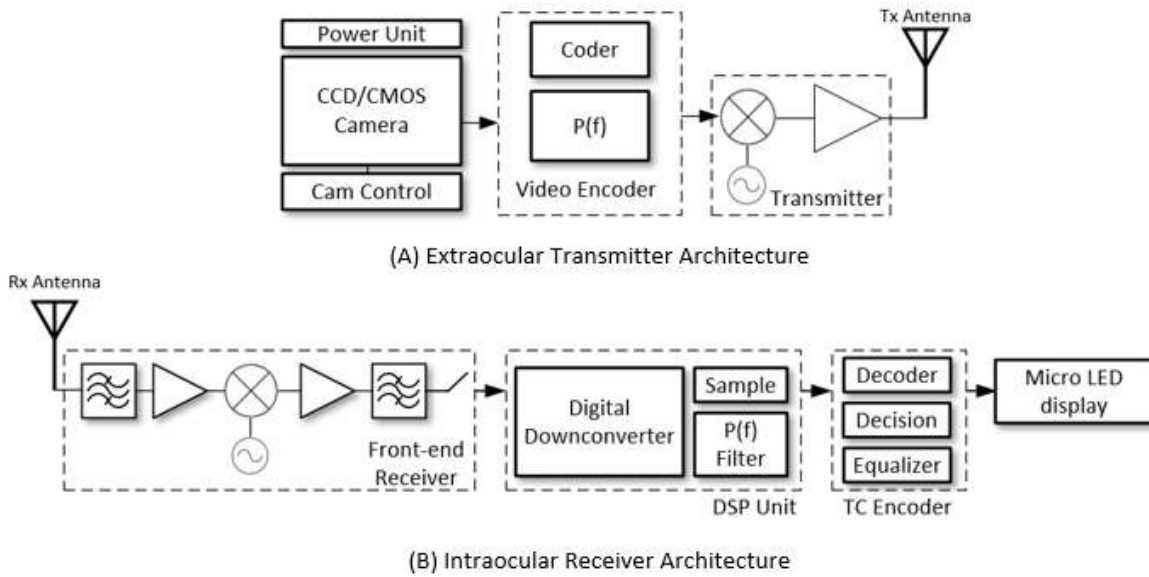 Tx Antenna
Power Unit
CCD/CMOS
Camera
Cam Control
Coder
P(f)
Video Encoder
Transmitter
(A) Extraocular Transmitter Architecture
Rx Antenna
Front-end
Receiver
Digital
Downconverter
Sample
P(f)
Filter
DSP Unit
Decoder
Decision
Equalizer
TC Encoder
Micro LED
display
(B) Intraocular Receiver Architecture